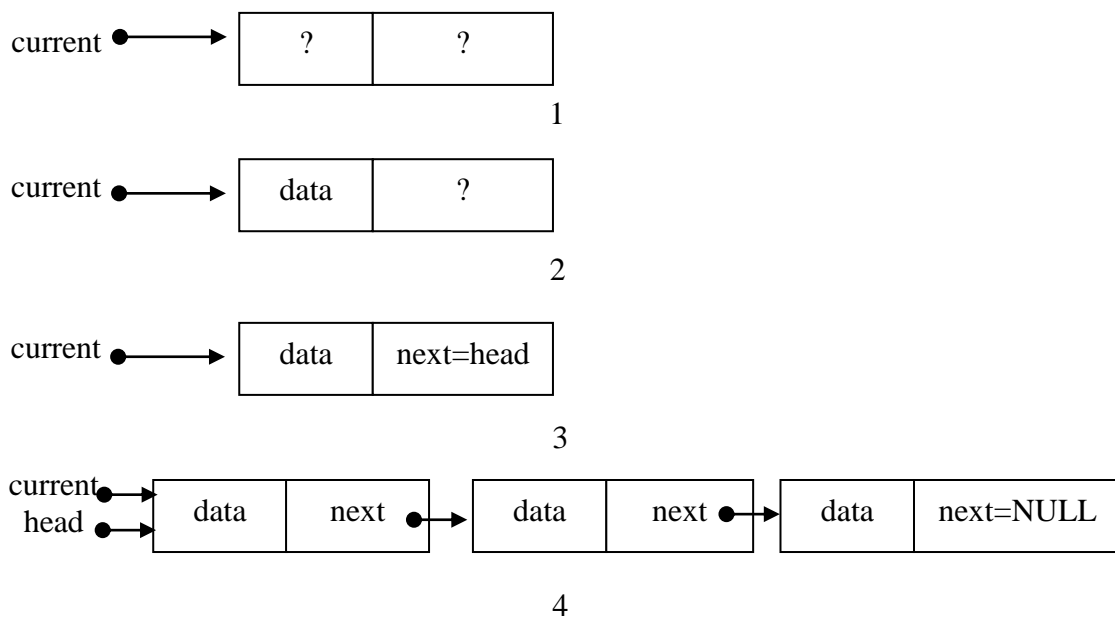 current ? ?
1
current data ?
2
current data next=head
3
current
head data next data next data next=NULL
4